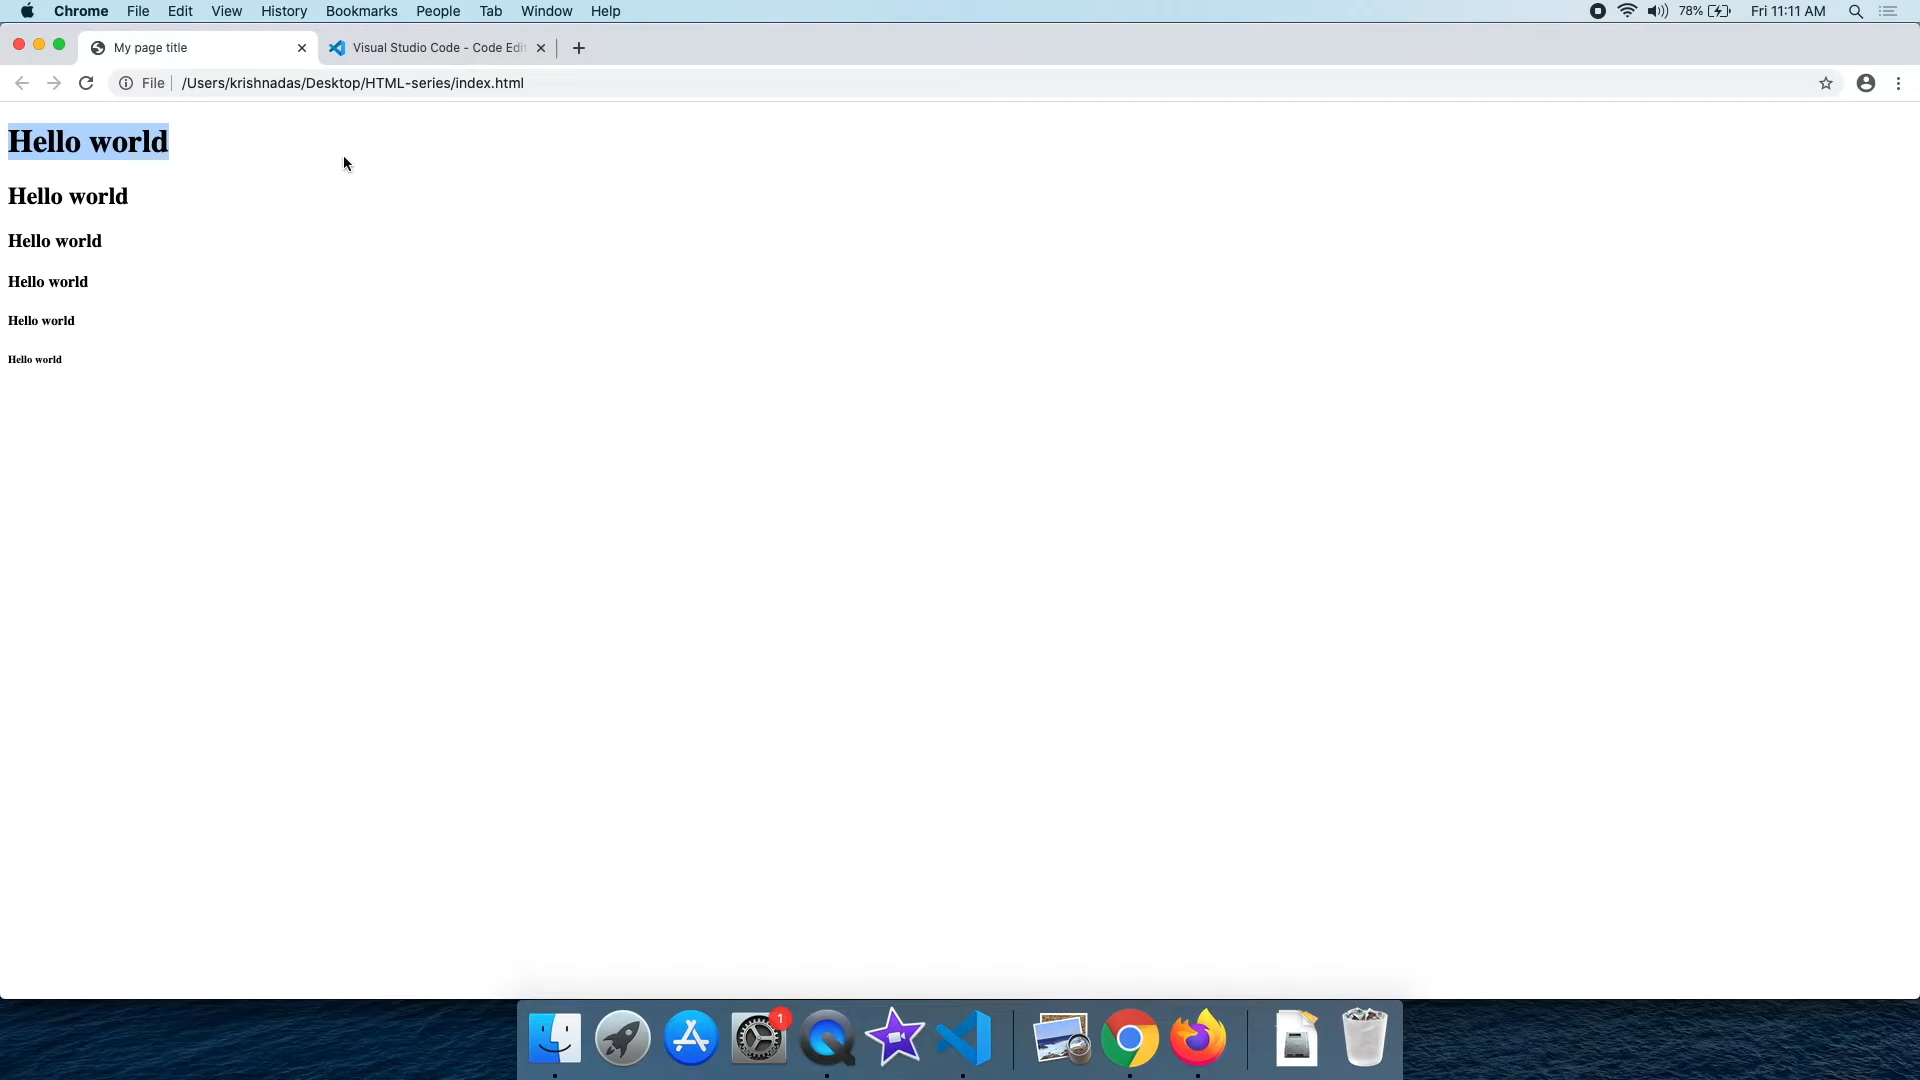 Chrome File Edit View History Bookmarks People Tab Window Help 78% Fri 11:11 AM
My page title Visual Studio Code - Code Edit
File /Users/krishnadas/Desktop/HTML-series/index.html
Hello world
Hello world
Hello world
Hello world
Hello world
Hello world
1